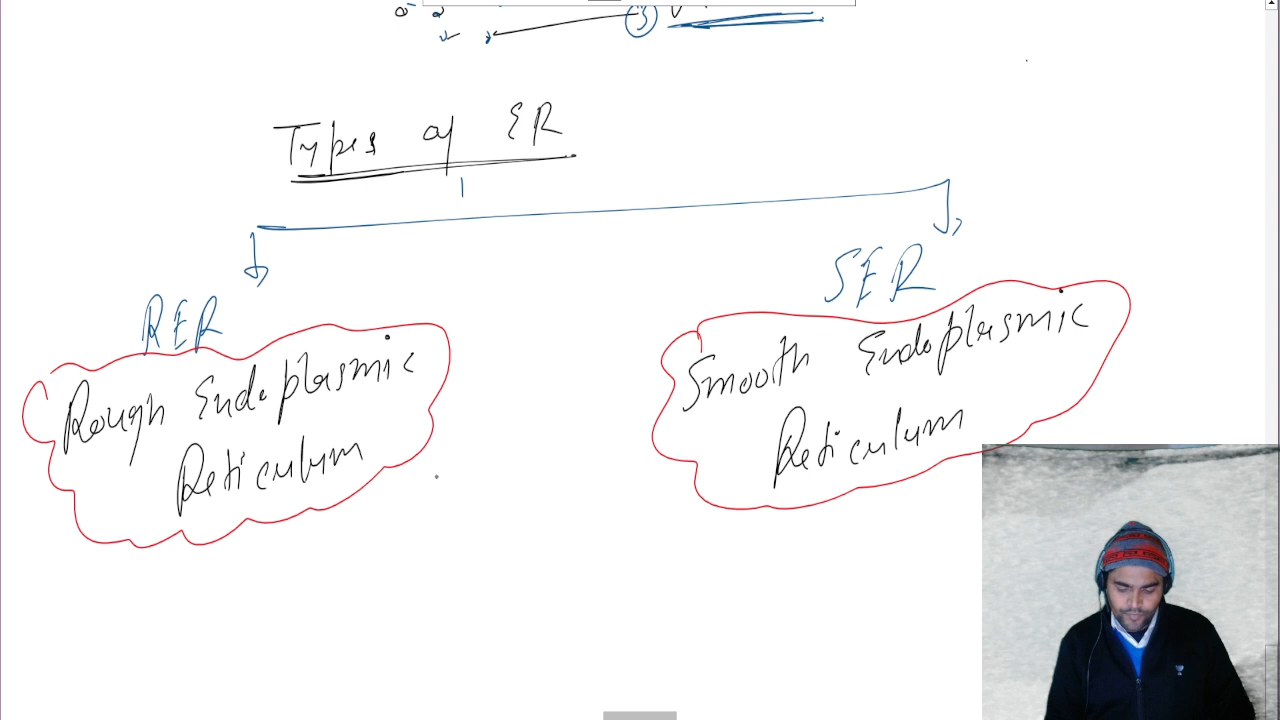 Types of ER
RER
SER
Rough Endoplasmic
Reticulum
Smooth Endoplasmic
Reticulum